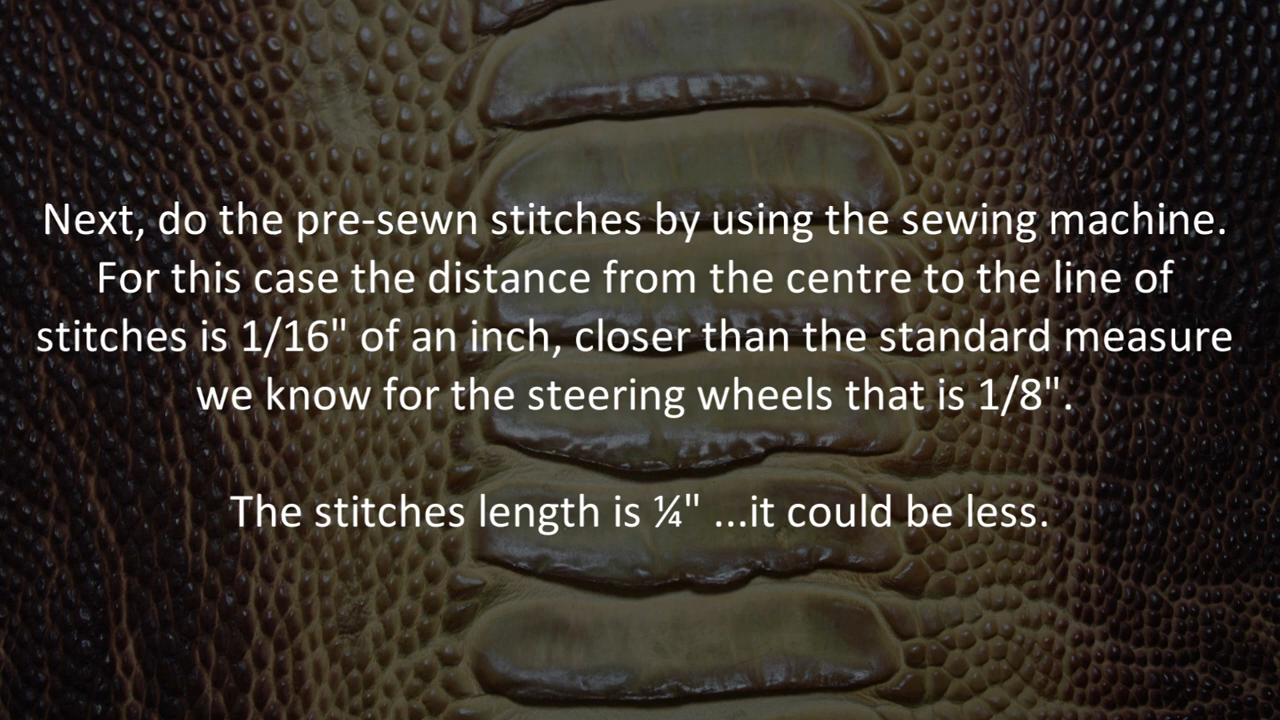 Next, do the pre-sewn stitches by using the sewing machine.
For this case the distance from the centre to the line of
stitches is 1/16" of an inch, closer than the standard measure
we know for the steering wheels that is 1/8".
The stitches length is ¼" ...it could be less.